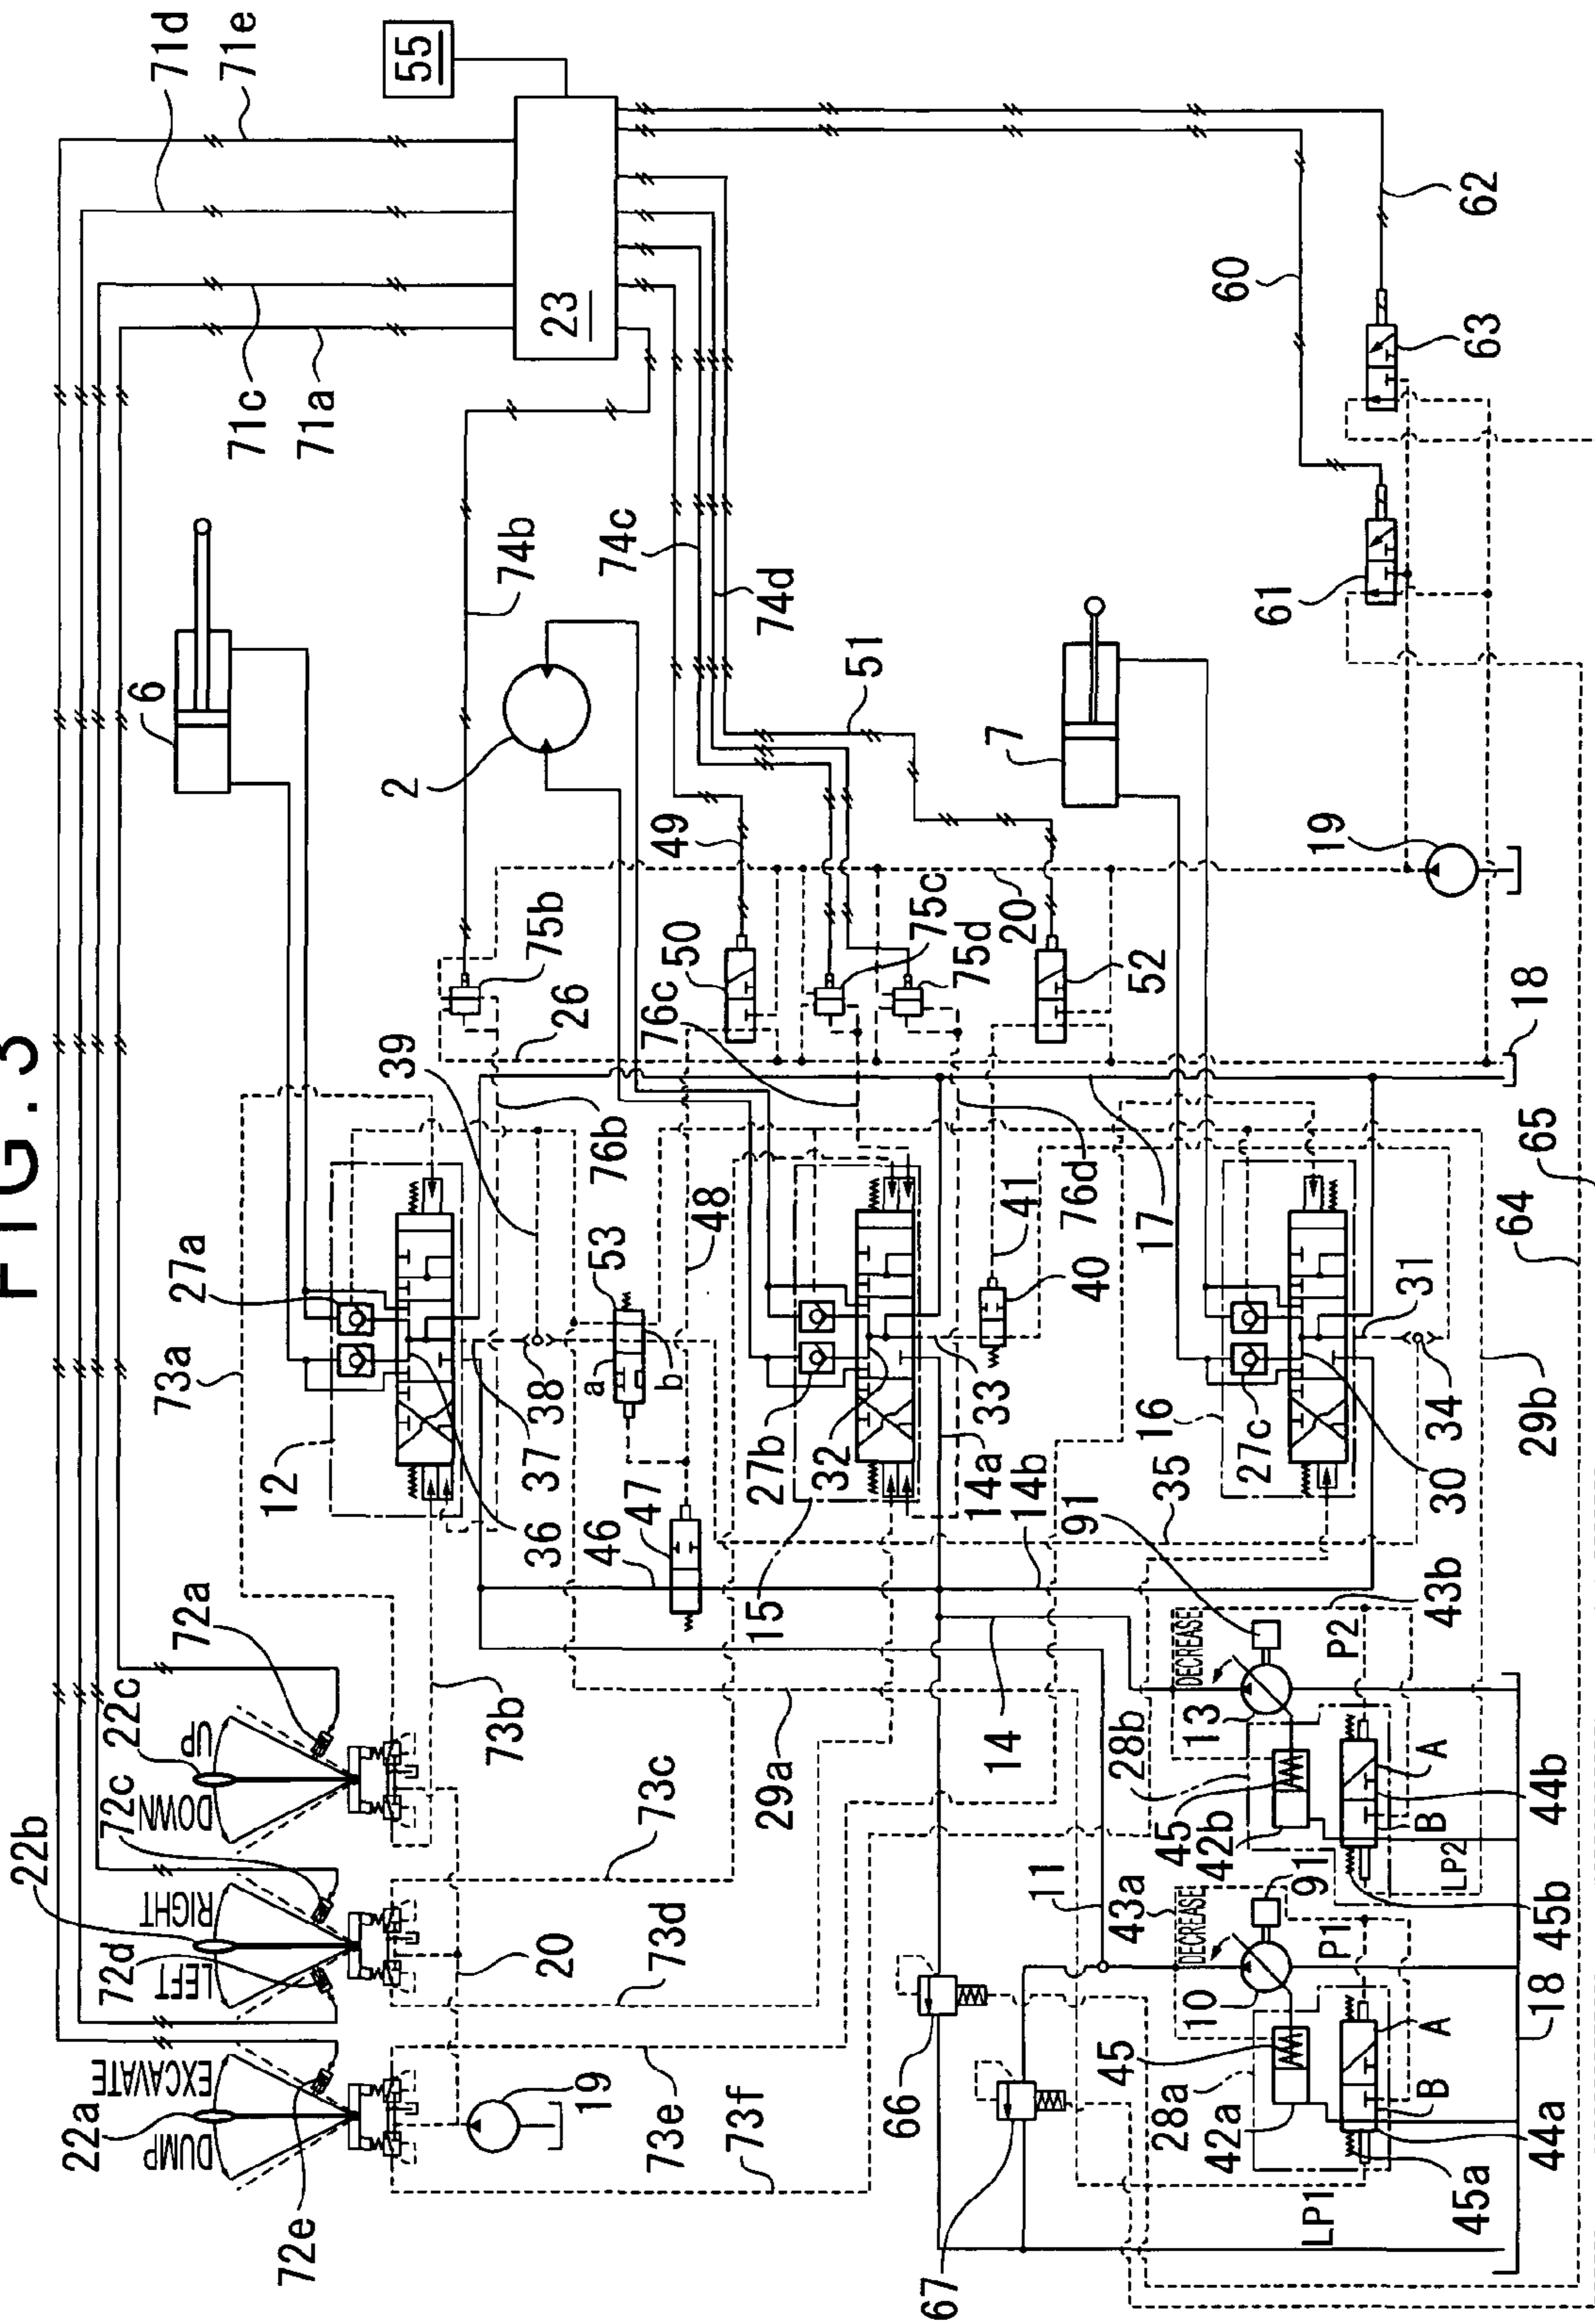 FIG. 3
71d
71e
55
71c
71a
23
6
74b
2
74c
74d
51
60
62
63
61
7
49
19
75b
50
75c
75d
20
52
26
76c
18
39
76b
48
41
76d
17
40
65
64
27a
53
a
b
12
37
38
27b
32
33
16
27c
31
30
34
29b
36
46
47
15
14a
14b
35
91
43b
73a
72a
22c
UP
DOWN
73b
72c
22b
RIGHT
LEFT
72d
73c
73d
20
29a
14
DECREASE
P2
13
28b
45
42b
A
B
44b
LP2
45b
11
43a
DECREASE
91
P1
10
18
EXCAVATE
DUMP
22a
72e
19
73e
73f
66
67
28a
42a
45
A
B
44a
45a
LP1